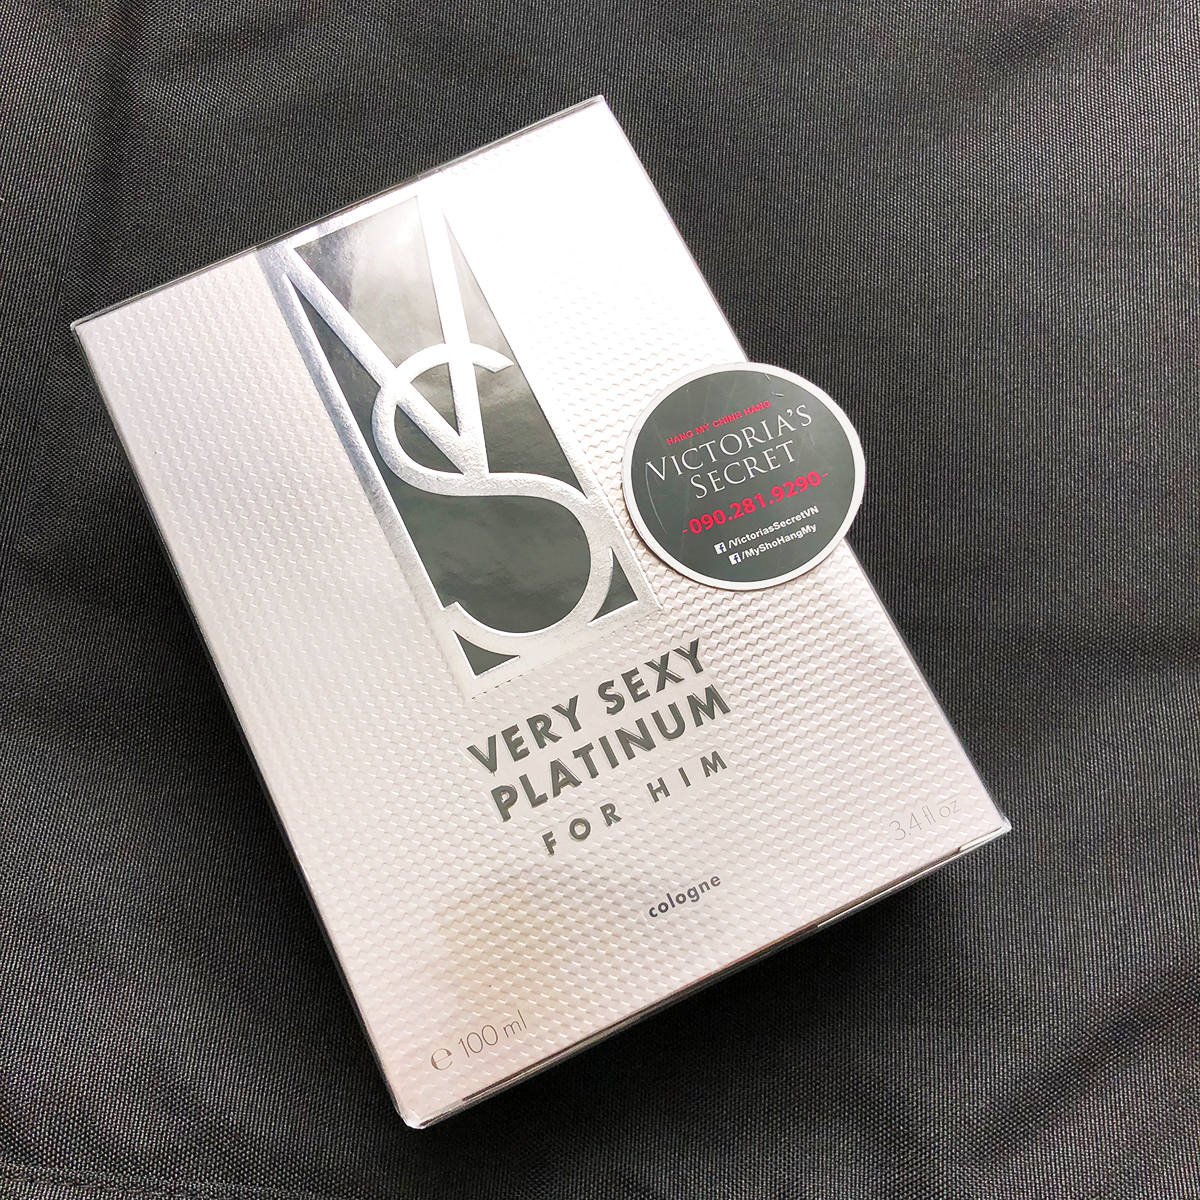 VS
HANG MY CHINH HANG
VICTORIA'S
SECRET
-090.281.9290-
/VictoriasSecretVN
/MyShoHangMy
VERY SEXY
PLATINUM
FOR HIM
cologne
3.4 fl oz
e 100 ml